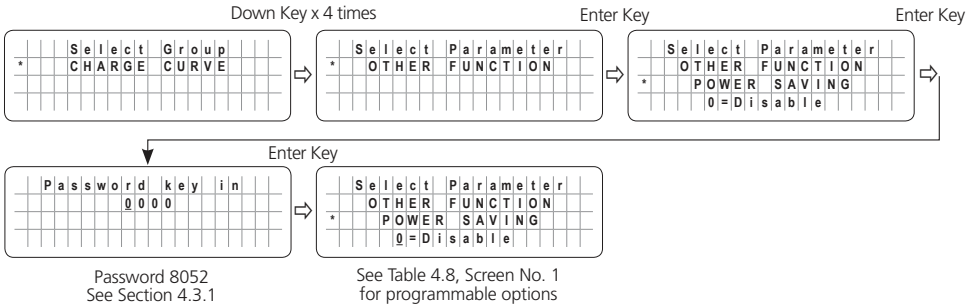 Down Key x 4 times
Enter Key
Enter Key
Select Group
* CHARGE CURVE
Select Parameter
* OTHER FUNCTION
Select Parameter
OTHER FUNCTION
* POWER SAVING
0=Disable
Enter Key
Password key in
0000
Select Parameter
OTHER FUNCTION
* POWER SAVING
0=Disable
Password 8052
See Section 4.3.1
See Table 4.8, Screen No. 1
for programmable options